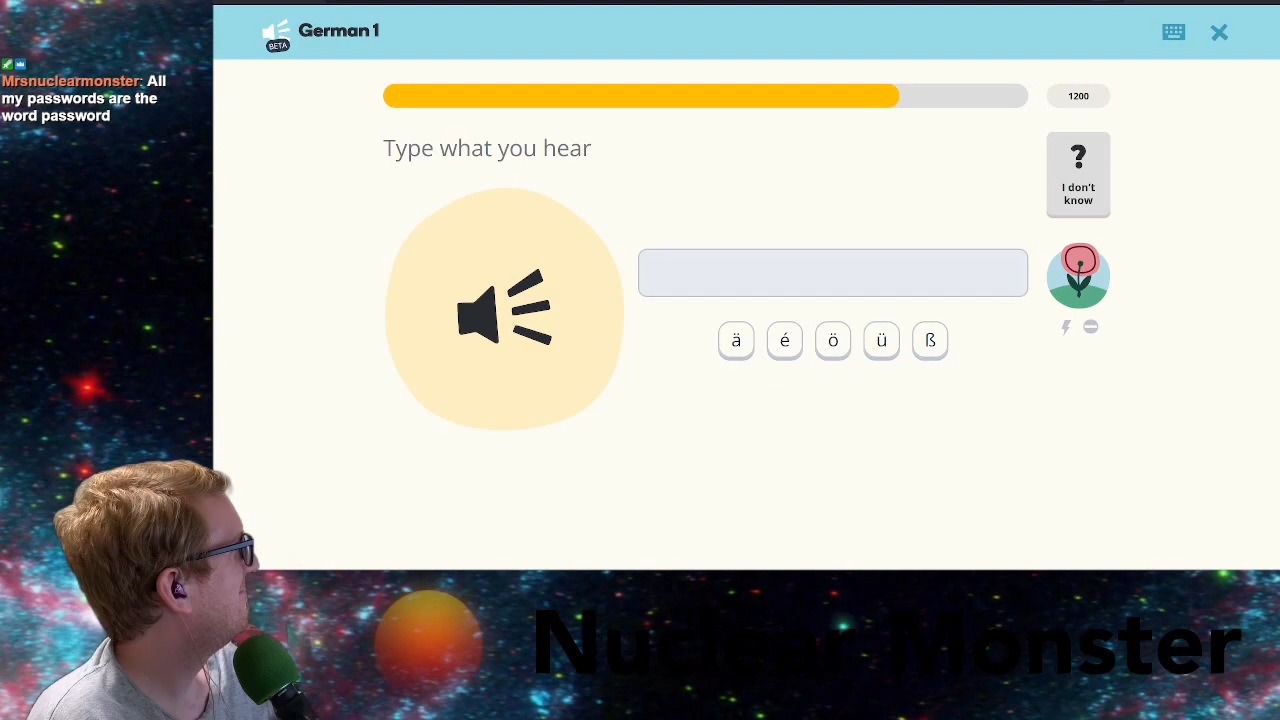 German 1
BETA
Mrsnuclearmonster: All
my passwords are the
word password
1200
Type what you hear
?
I don't
know
ä é ö ü ß
Nuclear Monster